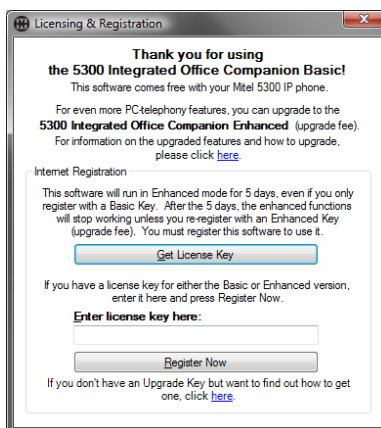 Licensing & Registration
Thank you for using
the 5300 Integrated Office Companion Basic!
This software comes free with your Mitel 5300 IP phone.
For even more PC-telephony features, you can upgrade to the
5300 Integrated Office Companion Enhanced (upgrade fee).
For information on the upgraded features and how to upgrade,
please click here.
Internet Registration
This software will run in Enhanced mode for 5 days, even if you only
register with a Basic Key. After the 5 days, the enhanced functions
will stop working unless you re-register with an Enhanced Key
(upgrade fee). You must register this software to use it.
Get License Key
If you have a license key for either the Basic or Enhanced version,
enter it here and press Register Now.
Enter license key here:
Register Now
If you don't have an Upgrade Key but want to find out how to get
one, click here.